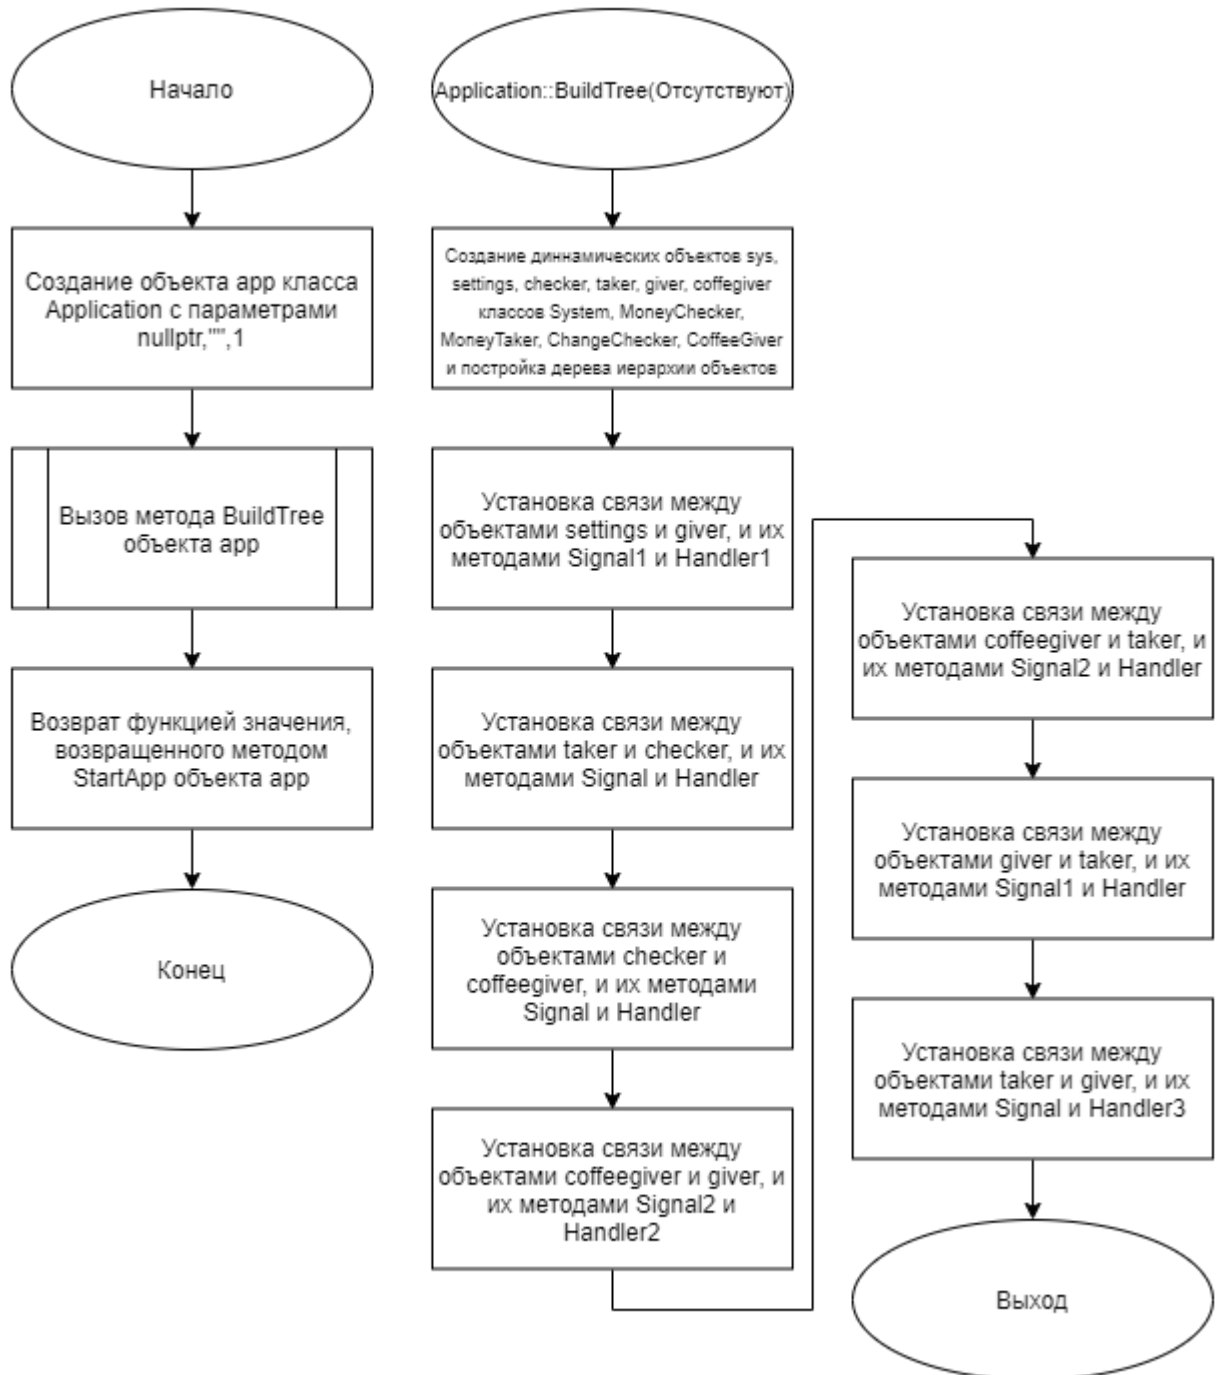 Начало
Создание объекта app класса
Application с параметрами
nullptr,"",1
Вызов метода BuildTree
объекта app
Возврат функцией значения,
возвращенного методом
StartApp объекта app
Конец
Application::BuildTree(Отсутствуют)
Создание диннамических объектов sys,
settings, checker, taker, giver, coffegiver
классов System, MoneyChecker,
MoneyTaker, ChangeChecker, CoffeeGiver
и постройка дерева иерархии объектов
Установка связи между
объектами settings и giver, и их
методами Signal1 и Handler1
Установка связи между
объектами taker и checker, и их
методами Signal и Handler
Установка связи между
объектами checker и
coffeegiver, и их методами
Signal и Handler
Установка связи между
объектами coffeegiver и giver, и
их методами Signal2 и
Handler2
Установка связи между
объектами coffeegiver и taker, и
их методами Signal2 и Handler
Установка связи между
объектами giver и taker, и их
методами Signal1 и Handler
Установка связи между
объектами taker и giver, и их
методами Signal и Handler3
Выход